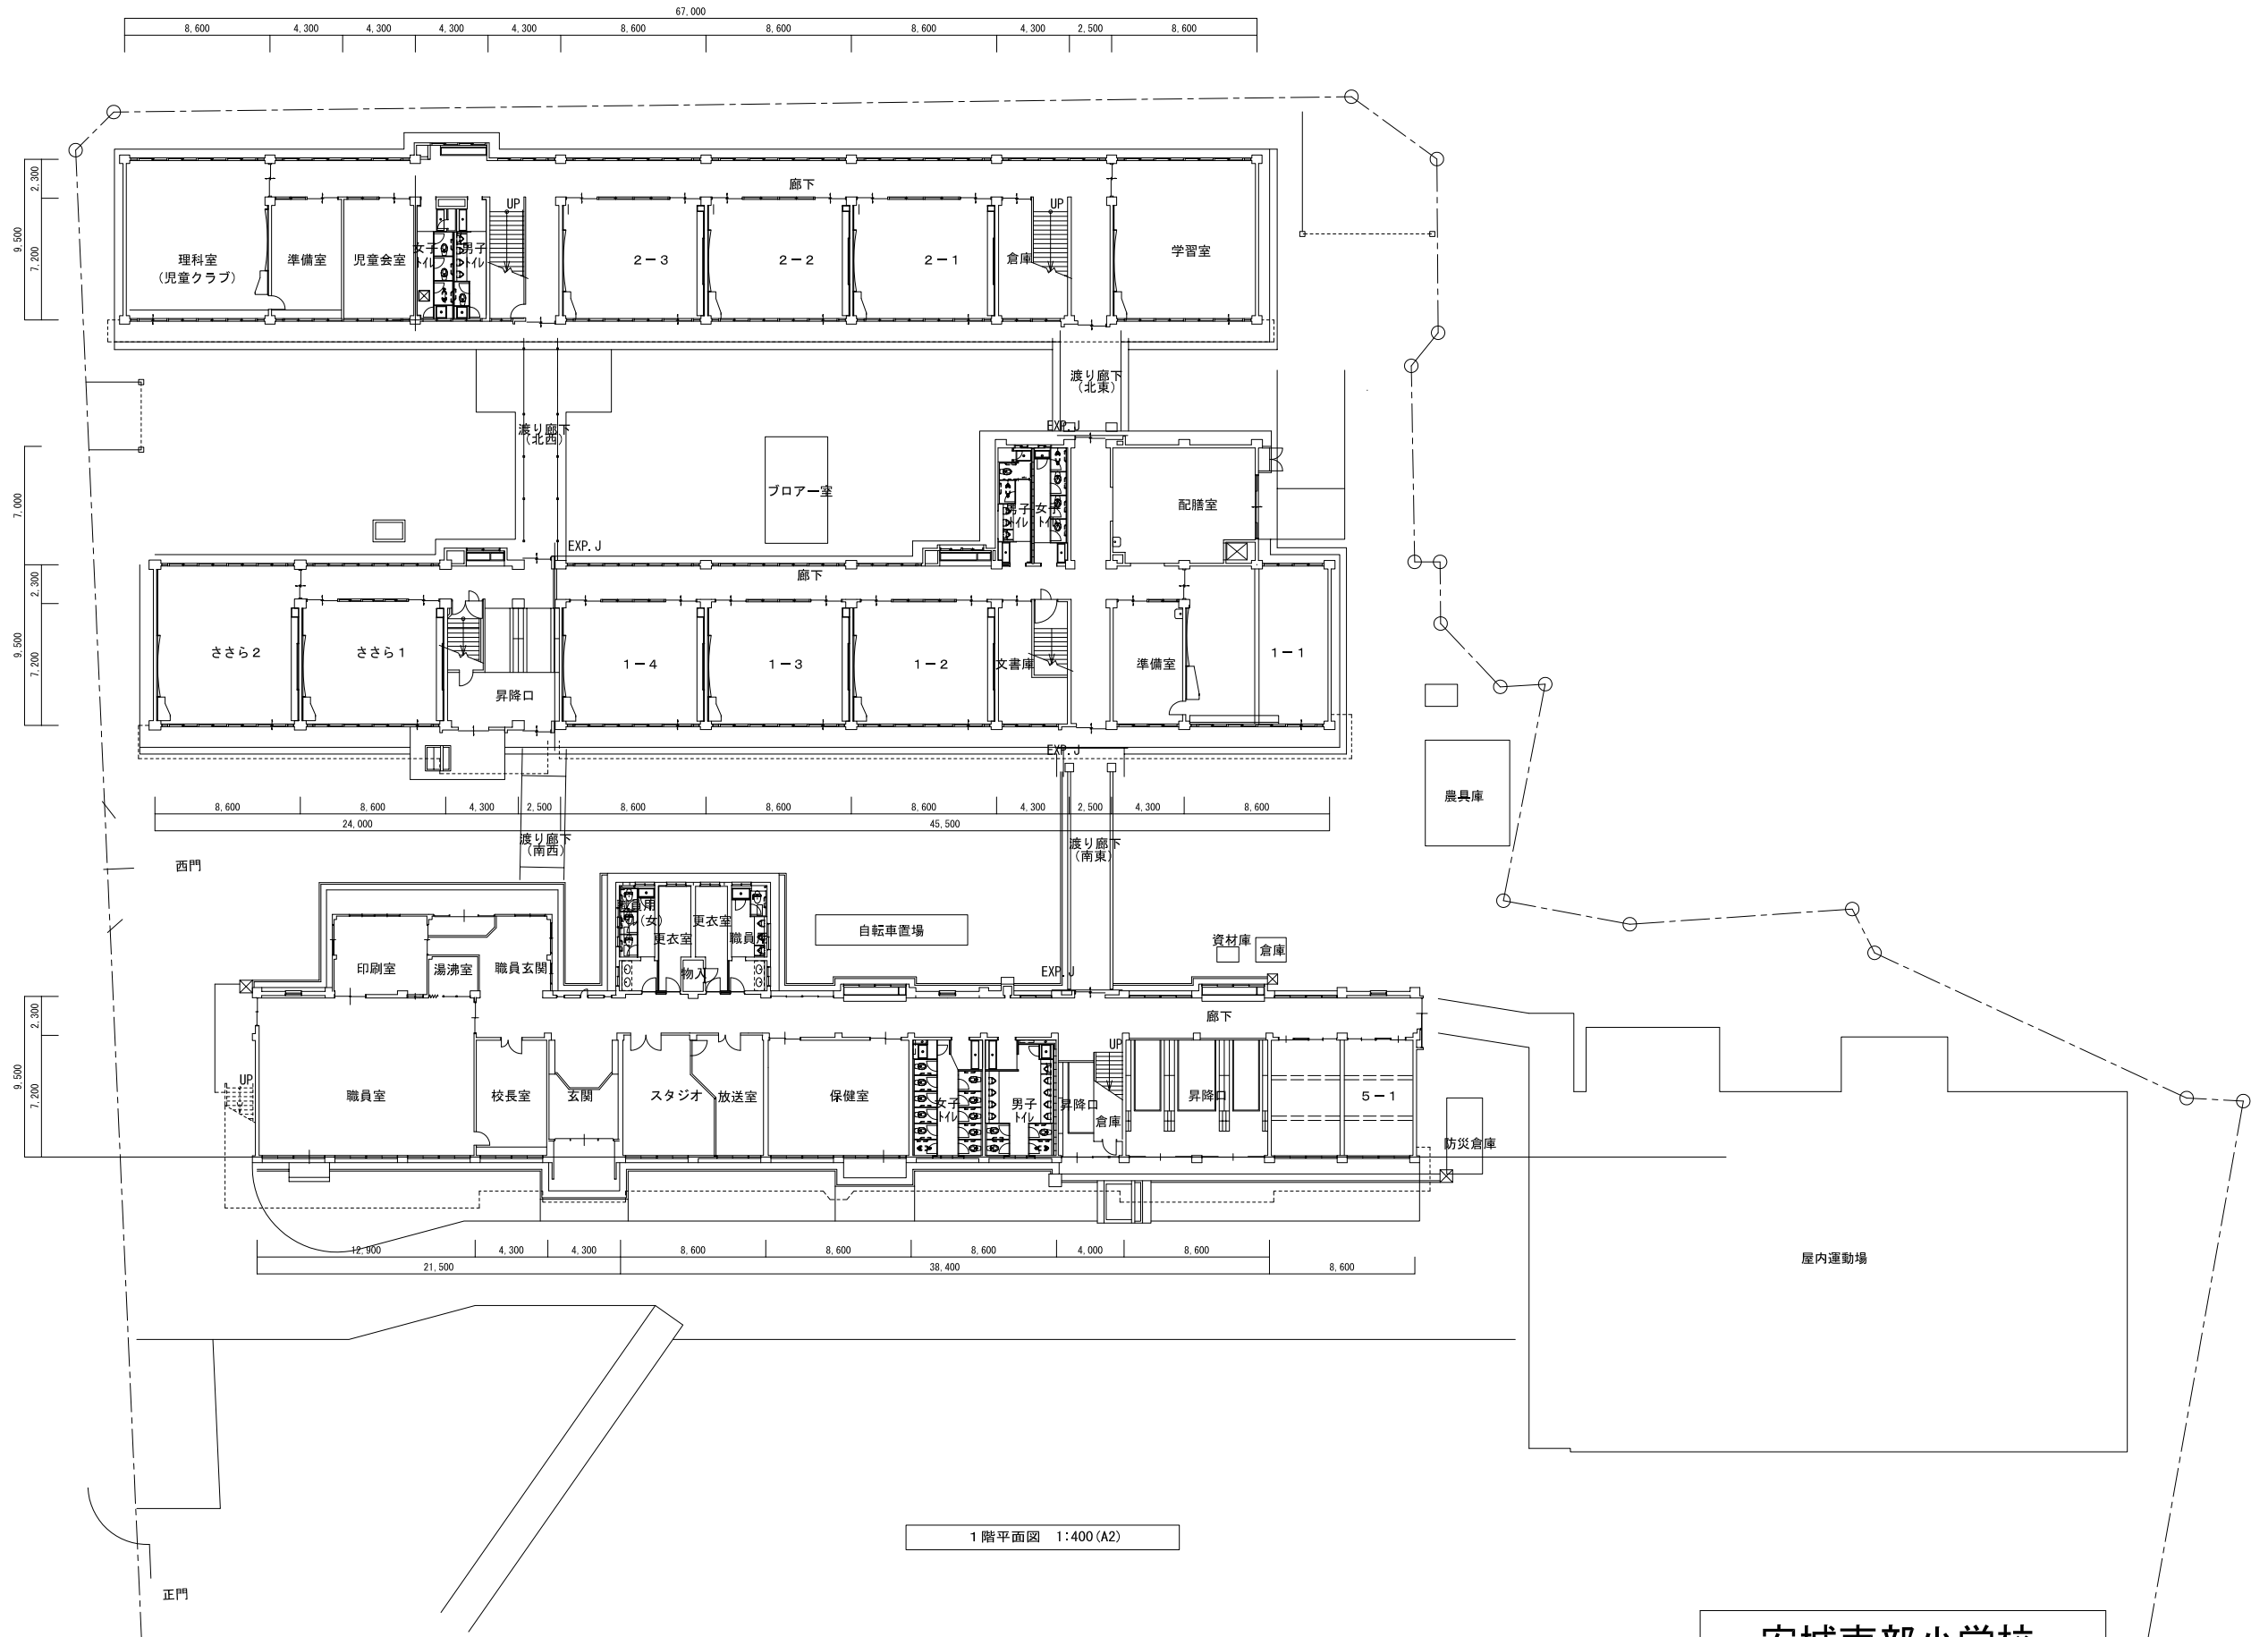 67,000
8,600 4,300 4,300 4,300 4,300 8,600 8,600 8,600 4,300 2,500 8,600
2,300
9,500
7,200
廊下
UP
UP
理科室
(児童クラブ)
準備室
児童会室
女子
トイレ
男子
トイレ
2－3
2－2
2－1
倉庫
学習室
渡り廊下
(北東)
渡り廊下
(北西)
EXP.J
EXP.J
ブロアー室
男子
トイレ
女子
トイレ
配膳室
7,000
2,300
9,500
7,200
廊下
ささら2
ささら1
昇降口
1－4
1－3
1－2
文書庫
準備室
1－1
EXP.J
農具庫
8,600 8,600 4,300 2,500 8,600 8,600 8,600 4,300 2,500 4,300 8,600
24,000 45,500
渡り廊下
(南西)
渡り廊下
(南東)
西門
職員用
(女)
更衣室
更衣室
職員
物入
自転車置場
資材庫
倉庫
EXP.J
印刷室
湯沸室
職員玄関
2,300
9,500
7,200
廊下
UP
UP
職員室
校長室
玄関
スタジオ
放送室
保健室
女子
トイレ
男子
トイレ
昇降口
倉庫
昇降口
5－1
防災倉庫
12,900 4,300 4,300 8,600 8,600 8,600 4,000 8,600
21,500 38,400 8,600
屋内運動場
1階平面図 1:400(A2)
正門